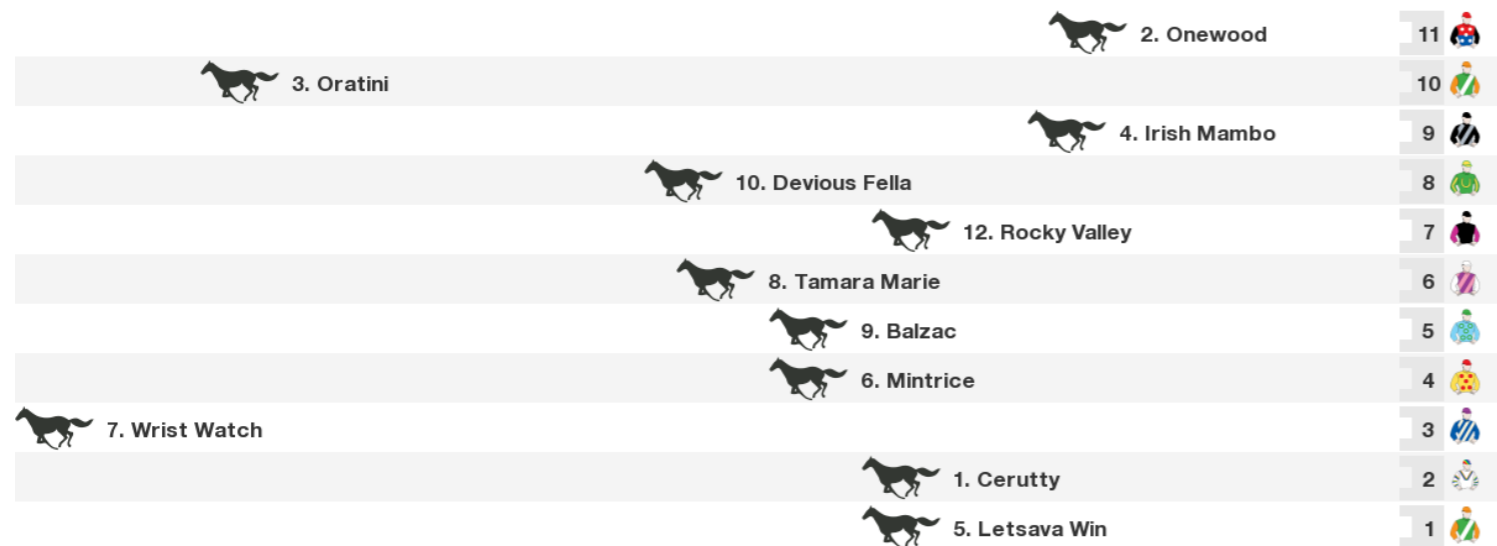 2. Onewood 11
3. Oratini 10
4. Irish Mambo 9
10. Devious Fella 8
12. Rocky Valley 7
8. Tamara Marie 6
9. Balzac 5
6. Mintrice 4
7. Wrist Watch 3
1. Cerutty 2
5. Letsava Win 1